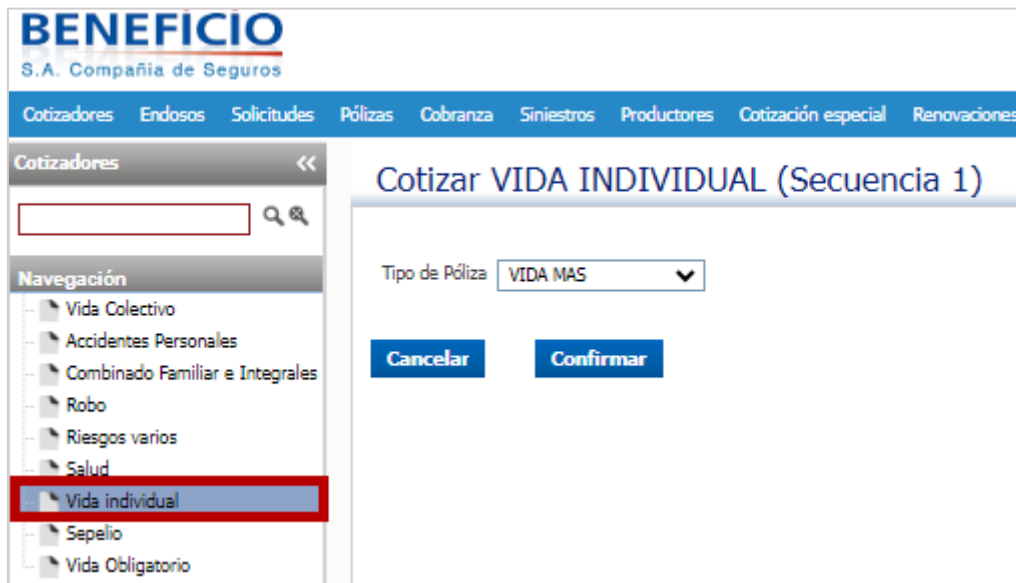 BENEFICIO
S.A. Compañia de Seguros
Cotizadores Endosos Solicitudes Pólizas Cobranza Siniestros Productores Cotización especial Renovaciones
Cotizadores
Cotizar VIDA INDIVIDUAL (Secuencia 1)
Tipo de Póliza VIDA MAS
Cancelar Confirmar
Navegación
Vida Colectivo
Accidentes Personales
Combinado Familiar e Integrales
Robo
Riesgos varios
Salud
Vida individual
Sepelio
Vida Obligatorio